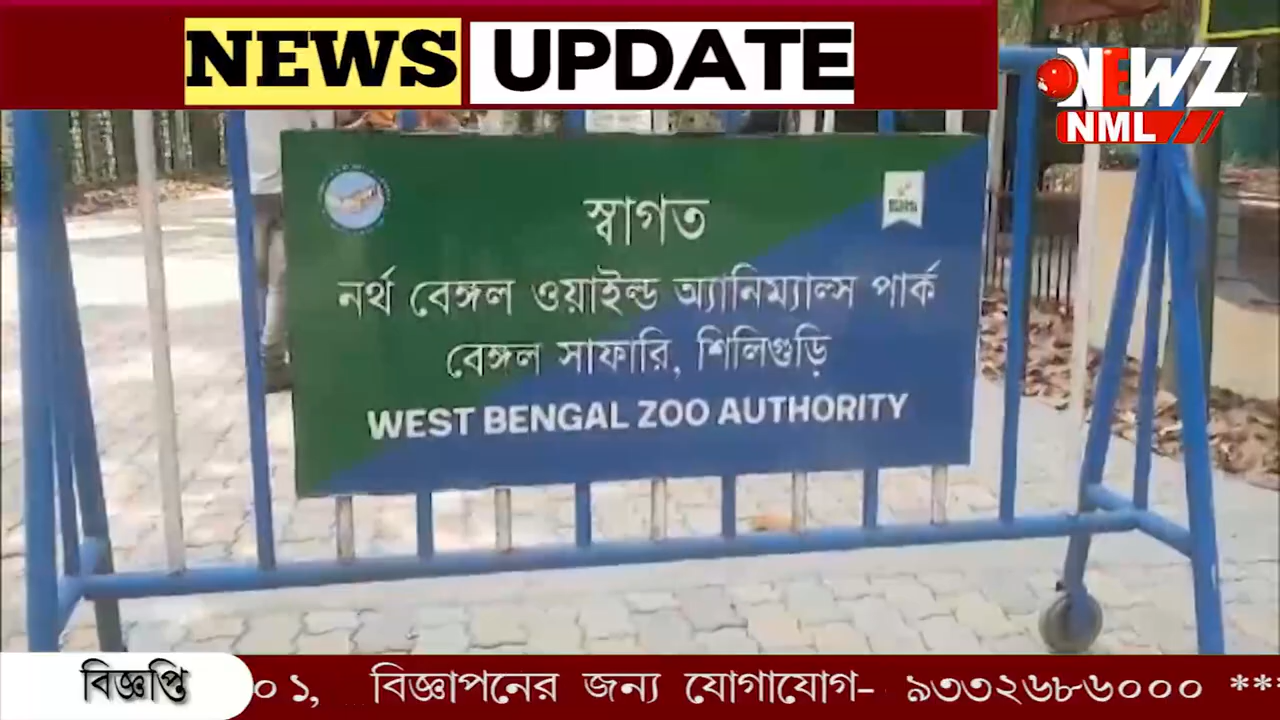 NEWS UPDATE
NEWZ
NML
স্বাগত
নর্থ বেঙ্গল ওয়াইল্ড অ্যানিম্যালস পার্ক
বেঙ্গল সাফারি, শিলিগুড়ি
WEST BENGAL ZOO AUTHORITY
বিজ্ঞপ্তি
০১, বিজ্ঞাপনের জন্য যোগাযোগ- ৯৩৩২৬৮৬০০০ ***